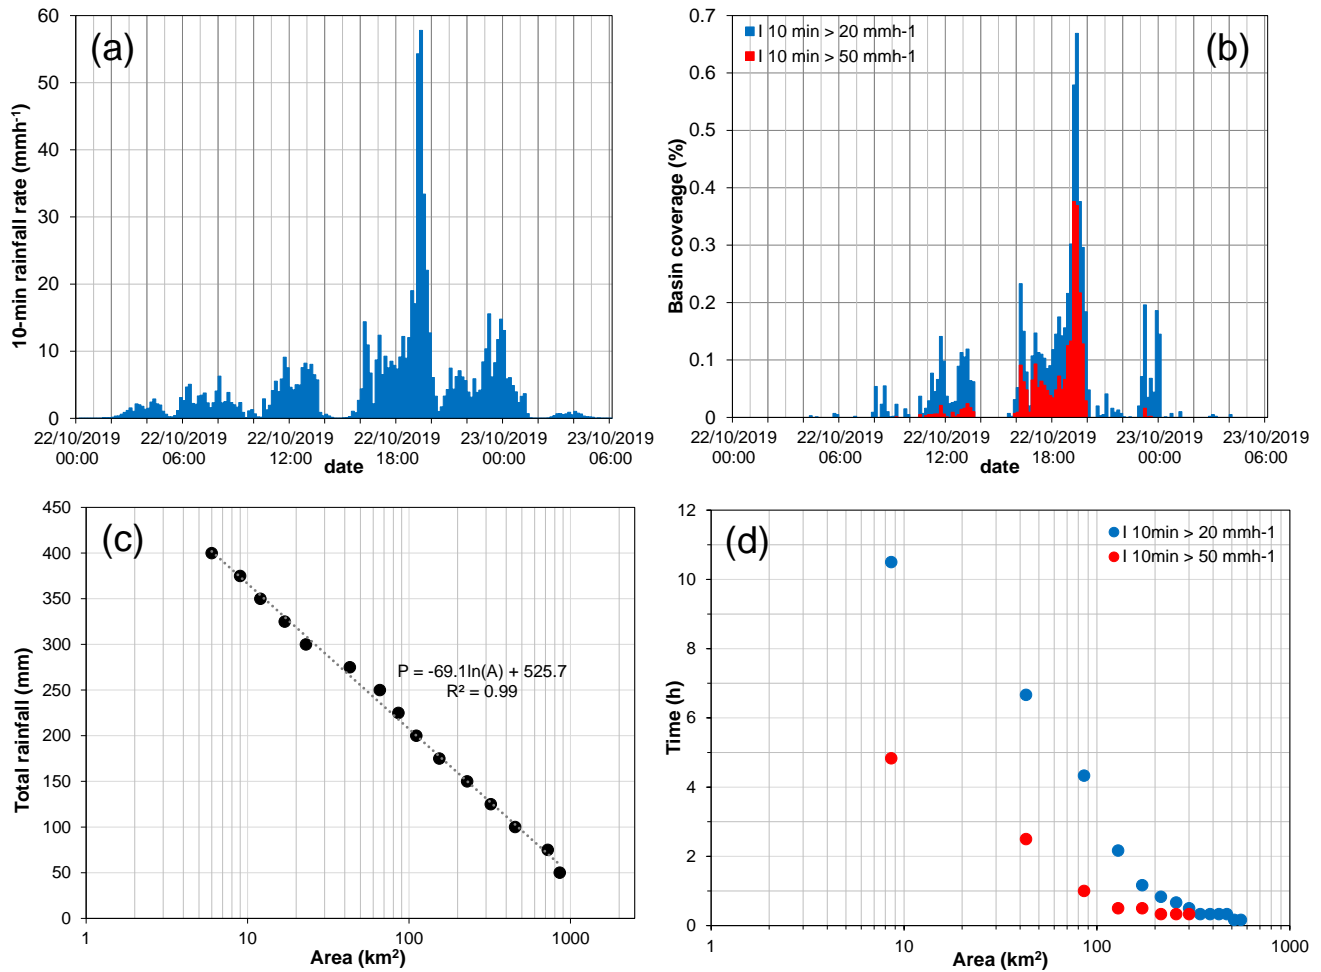 (a)
10-min rainfall rate (mmh⁻¹)
60
50
40
30
20
10
0
22/10/2019 22/10/2019 22/10/2019 22/10/2019 23/10/2019 23/10/2019
00:00 06:00 12:00 18:00 00:00 06:00
date
(b)
I 10 min > 20 mmh-1
I 10 min > 50 mmh-1
Basin coverage (%)
0.7
0.6
0.5
0.4
0.3
0.2
0.1
0
22/10/2019 22/10/2019 22/10/2019 22/10/2019 23/10/2019 23/10/2019
00:00 06:00 12:00 18:00 00:00 06:00
date
(c)
Total rainfall (mm)
450
400
350
300
250
200
150
100
50
0
P = -69.1ln(A) + 525.7
R² = 0.99
1 10 100 1000
Area (km²)
(d)
I 10min > 20 mmh-1
I 10min > 50 mmh-1
Time (h)
12
10
8
6
4
2
0
1 10 100 1000
Area (km²)